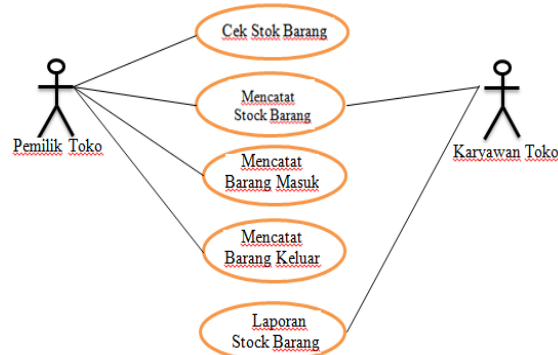 Cek Stok Barang
Mencatat
Stock Barang
Pemilik Toko
Karyawan Toko
Mencatat
Barang Masuk
Mencatat
Barang Keluar
Laporan
Stock Barang